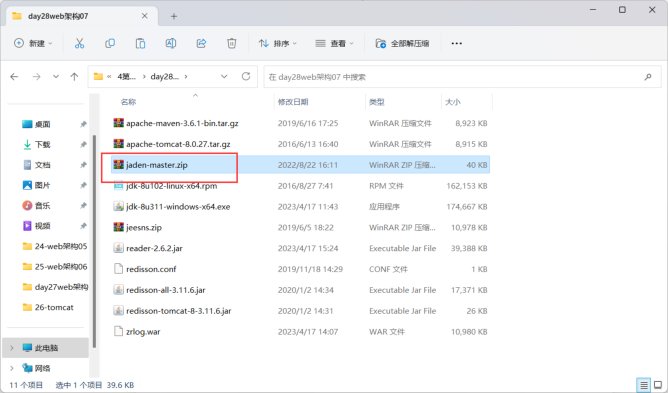 day28web架构07
新建
排序
查看
全部解压缩
« 4第... › day28... ›
在 day28web架构07 中搜索
桌面
下载
文档
图片
音乐
视频
24-web架构05
25-web架构06
day27web架构
26-tomcat
此电脑
网络
名称 修改日期 类型 大小
apache-maven-3.6.1-bin.tar.gz 2019/6/16 17:25 WinRAR 压缩文件 8,923 KB
apache-tomcat-8.0.27.tar.gz 2016/6/13 16:40 WinRAR 压缩文件 8,915 KB
jaden-master.zip 2022/8/22 16:11 WinRAR ZIP 压缩... 40 KB
jdk-8u102-linux-x64.rpm 2016/8/27 7:41 RPM 文件 162,153 KB
jdk-8u311-windows-x64.exe 2023/4/17 11:43 应用程序 174,667 KB
jeesns.zip 2019/6/5 18:22 WinRAR ZIP 压缩... 10,978 KB
reader-2.6.2.jar 2023/4/17 15:24 Executable Jar File 39,388 KB
redisson.conf 2019/11/18 14:29 CONF 文件 1 KB
redisson-all-3.11.6.jar 2020/1/2 14:34 Executable Jar File 17,371 KB
redisson-tomcat-8-3.11.6.jar 2020/1/2 14:31 Executable Jar File 26 KB
zrlog.war 2023/4/17 14:07 WAR 文件 10,980 KB
11 个项目 选中 1 个项目 39.6 KB